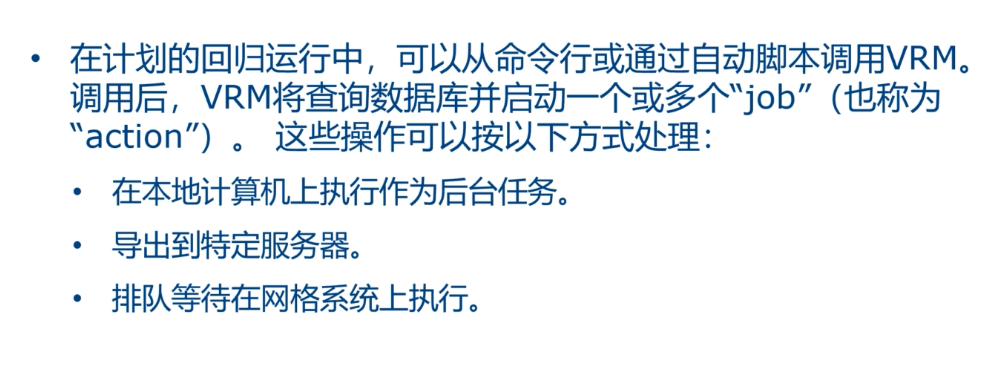 • 在计划的回归运行中，可以从命令行或通过自动脚本调用VRM。
调用后，VRM将查询数据库并启动一个或多个“job”（也称为
“action”）。 这些操作可以按以下方式处理：
• 在本地计算机上执行作为后台任务。
• 导出到特定服务器。
• 排队等待在网格系统上执行。